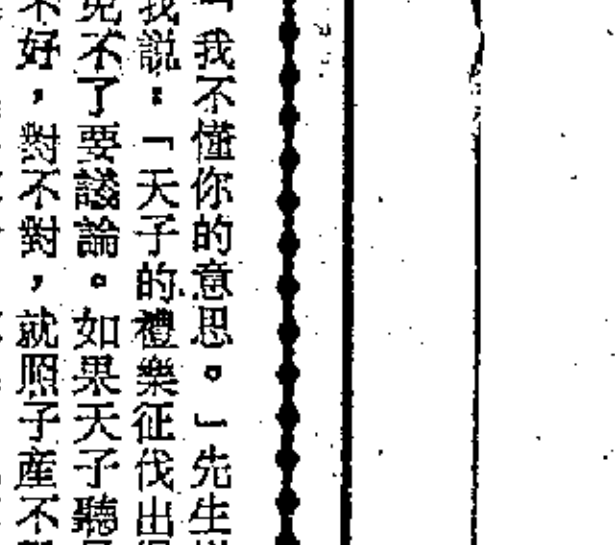 「我不懂你的意思。」先生
我説：「天子的禮樂征伐出
免不了要議論。如果天子聽
不好，對不對，就照子產不